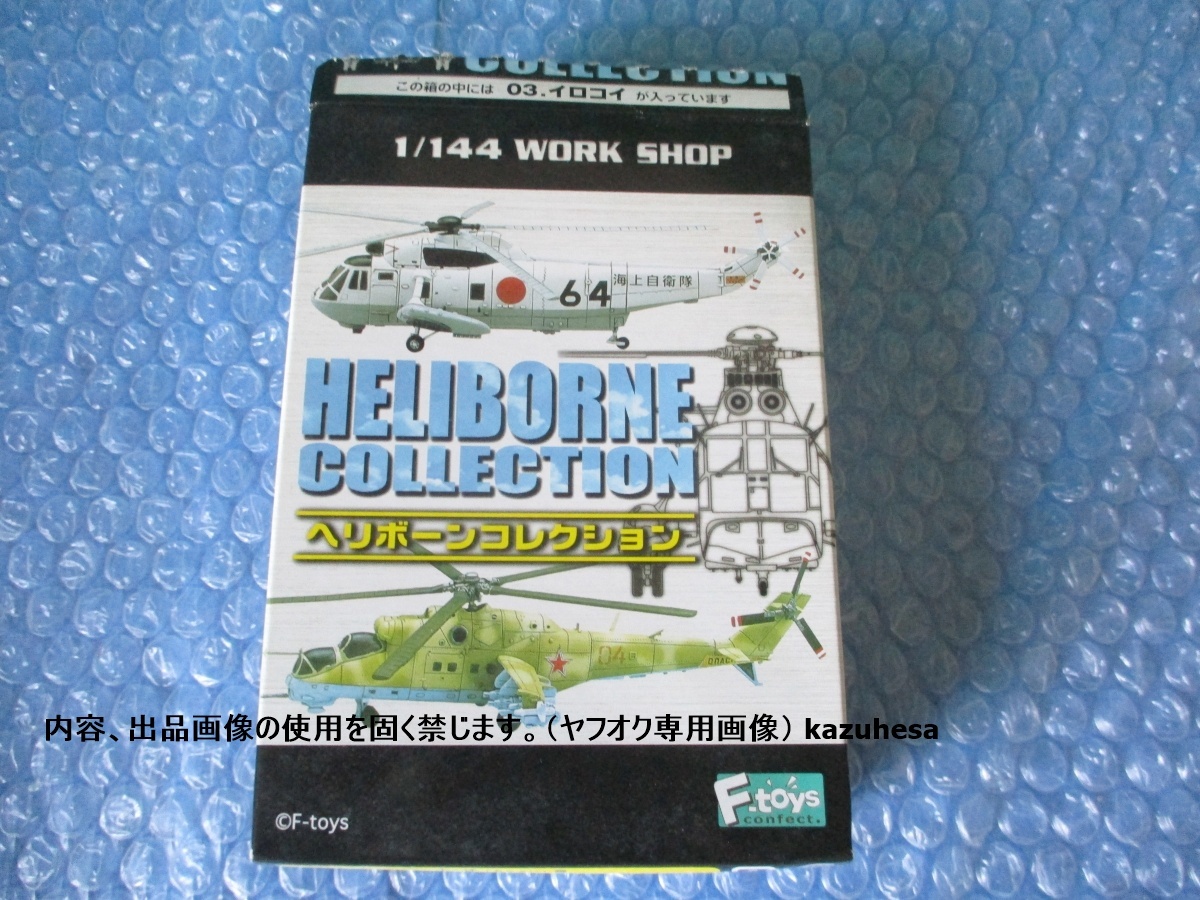 COLLECTION
この箱の中には 03.イロコイ が入っています
1/144 WORK SHOP
64 海上自衛隊
HELIBORNE
COLLECTION
ヘリボーンコレクション
04
内容、出品画像の使用を固く禁じます。（ヤフオク専用画像） kazuhesa
F-toys
confect.
©F-toys